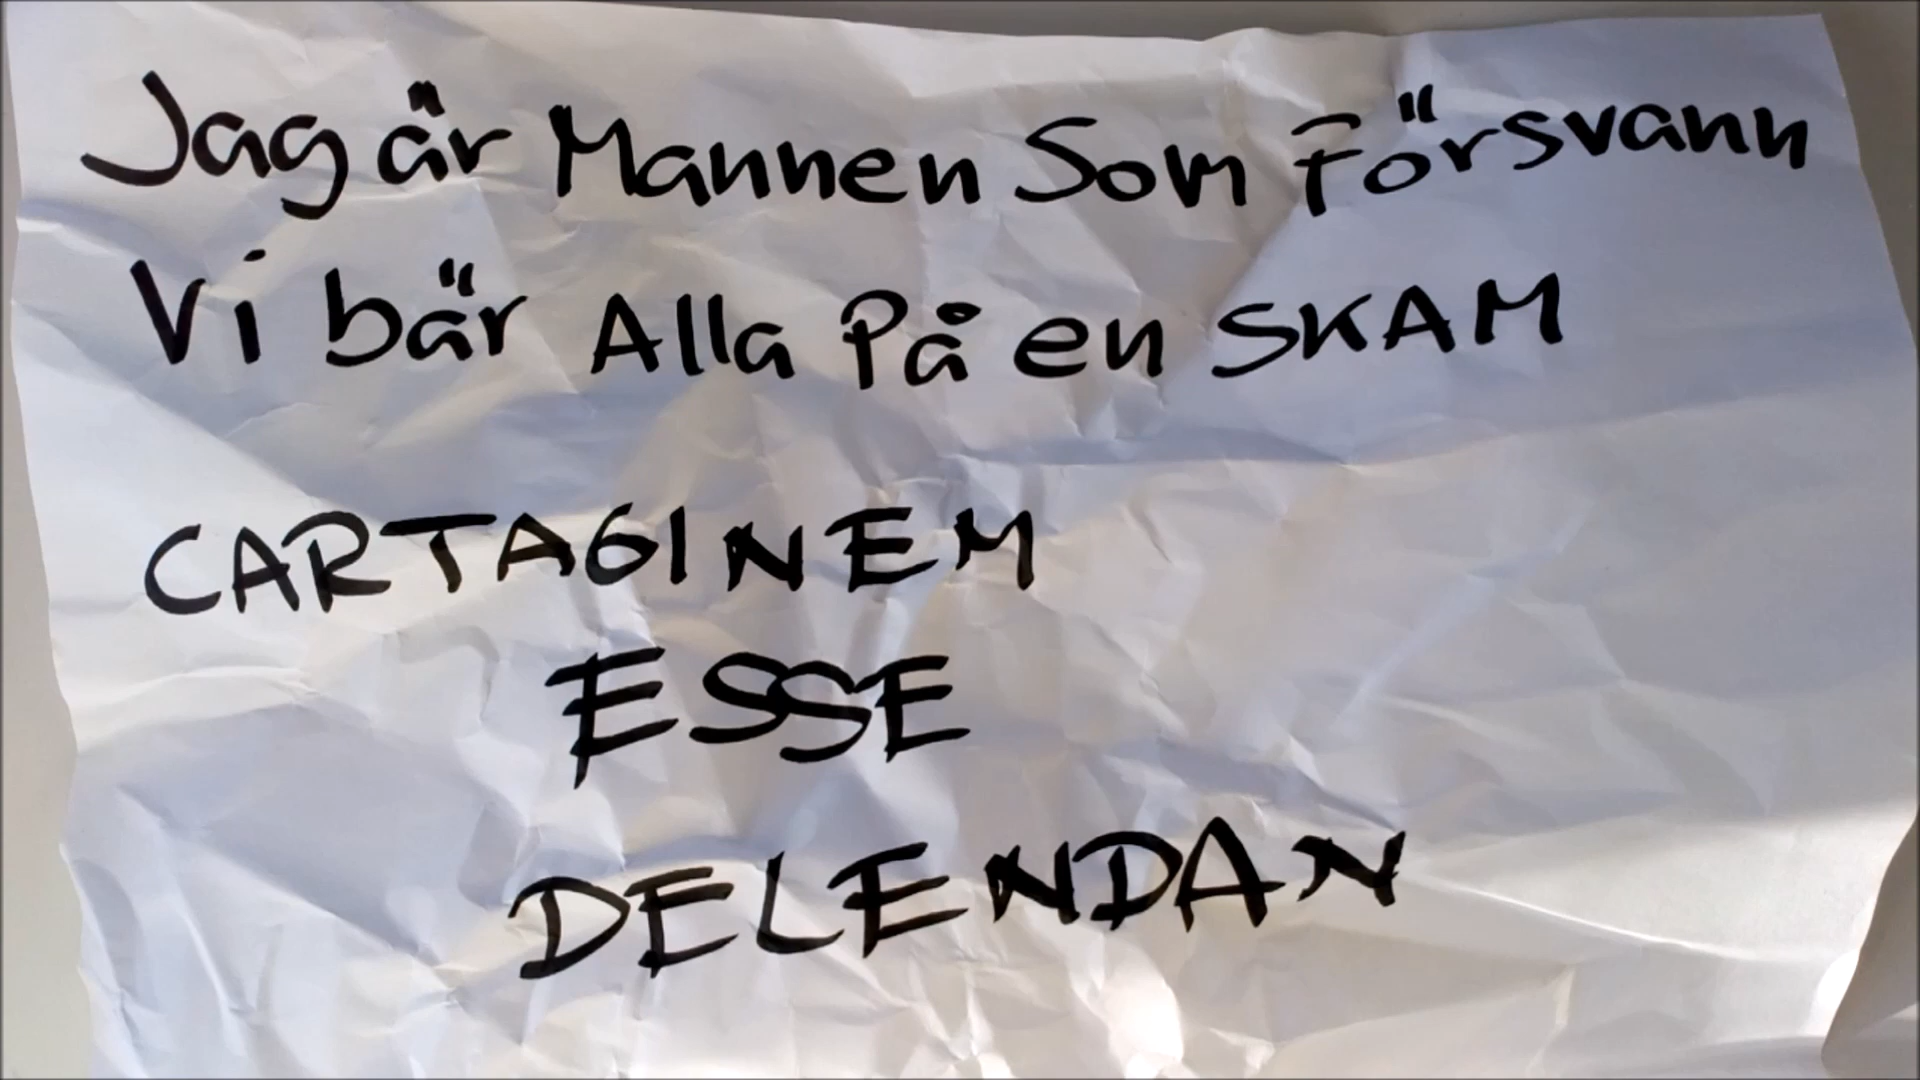 Jag är Mannen Som Försvann
Vi bär Alla På en SKAM
CARTAGINEM
ESSE
DELENDAN